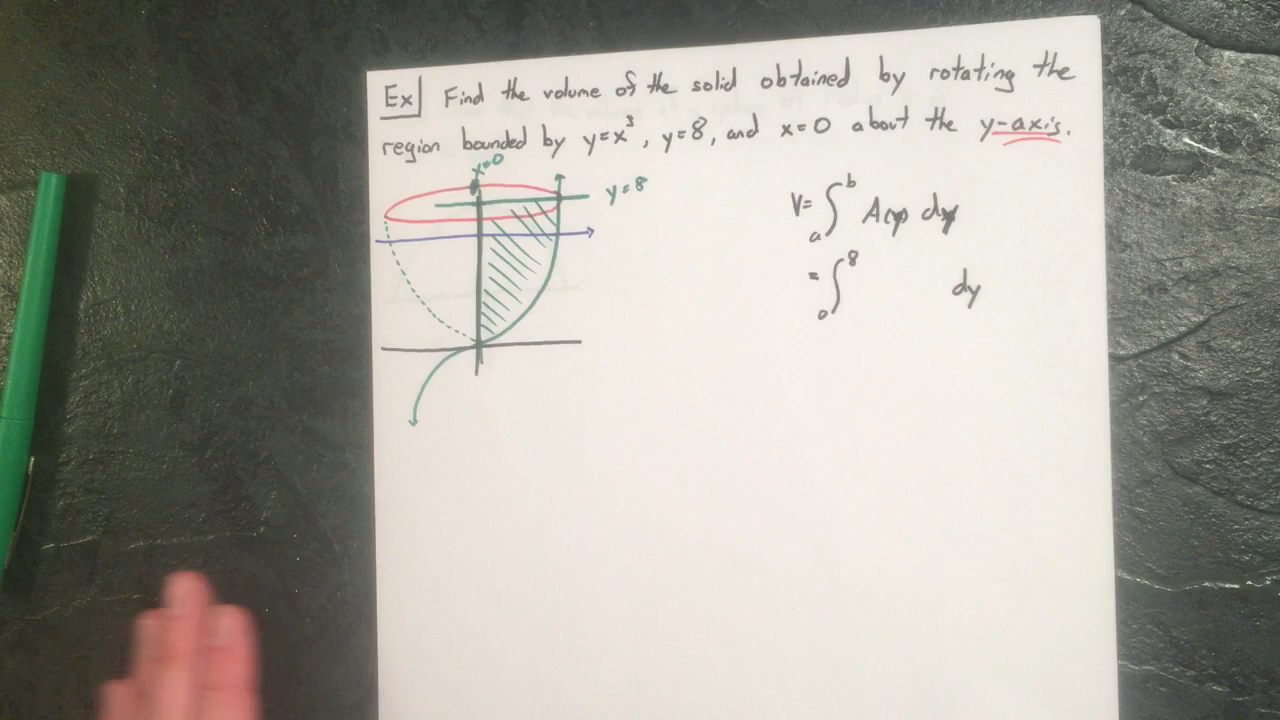 Ex Find the volume of the solid obtained by rotating the
region bounded by y=x³, y=8, and x=0 about the y-axis.
x=0
y=8
V= ∫ₐᵇ A(y) dy
= ∫₀⁸ dy